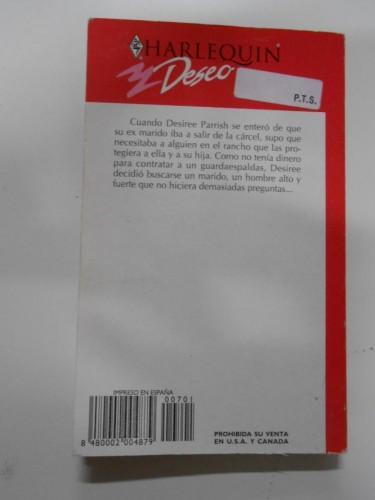 HARLEQUIN
Deseo
P.T.S.
Cuando Desiree Parrish se enteró de que
su ex marido iba a salir de la cárcel, supo que
necesitaba a alguien en el rancho que las pro-
tegiera a ella y a su hija. Como no tenía dinero
para contratar a un guardaespaldas, Desiree
decidió buscarse un marido, un hombre alto y
fuerte que no hiciera demasiadas preguntas...
IMPRESO EN ESPAÑA
00701
8 480002 004879
PROHIBIDA SU VENTA
EN U.S.A. Y CANADA